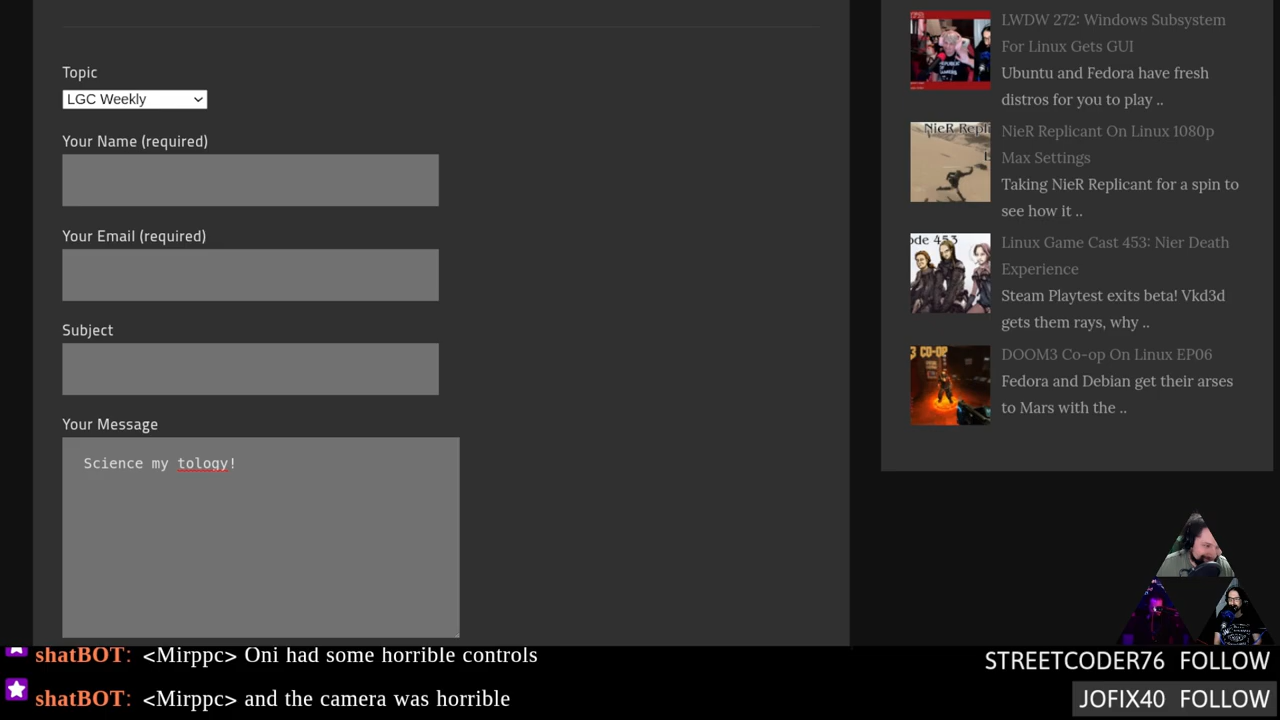 Topic
LGC Weekly
Your Name (required)
Your Email (required)
Subject
Your Message
Science my tology!
LWDW 272: Windows Subsystem
For Linux Gets GUI
Ubuntu and Fedora have fresh
distros for you to play ..
NieR Replicant On Linux 1080p
Max Settings
Taking NieR Replicant for a spin to
see how it ..
Linux Game Cast 453: Nier Death
Experience
Steam Playtest exits beta! Vkd3d
gets them rays, why ..
DOOM3 Co-op On Linux EP06
Fedora and Debian get their arses
to Mars with the ..
shatBOT: <Mirppc> Oni had some horrible controls
shatBOT: <Mirppc> and the camera was horrible
STREETCODER76 FOLLOW
JOFIX40 FOLLOW